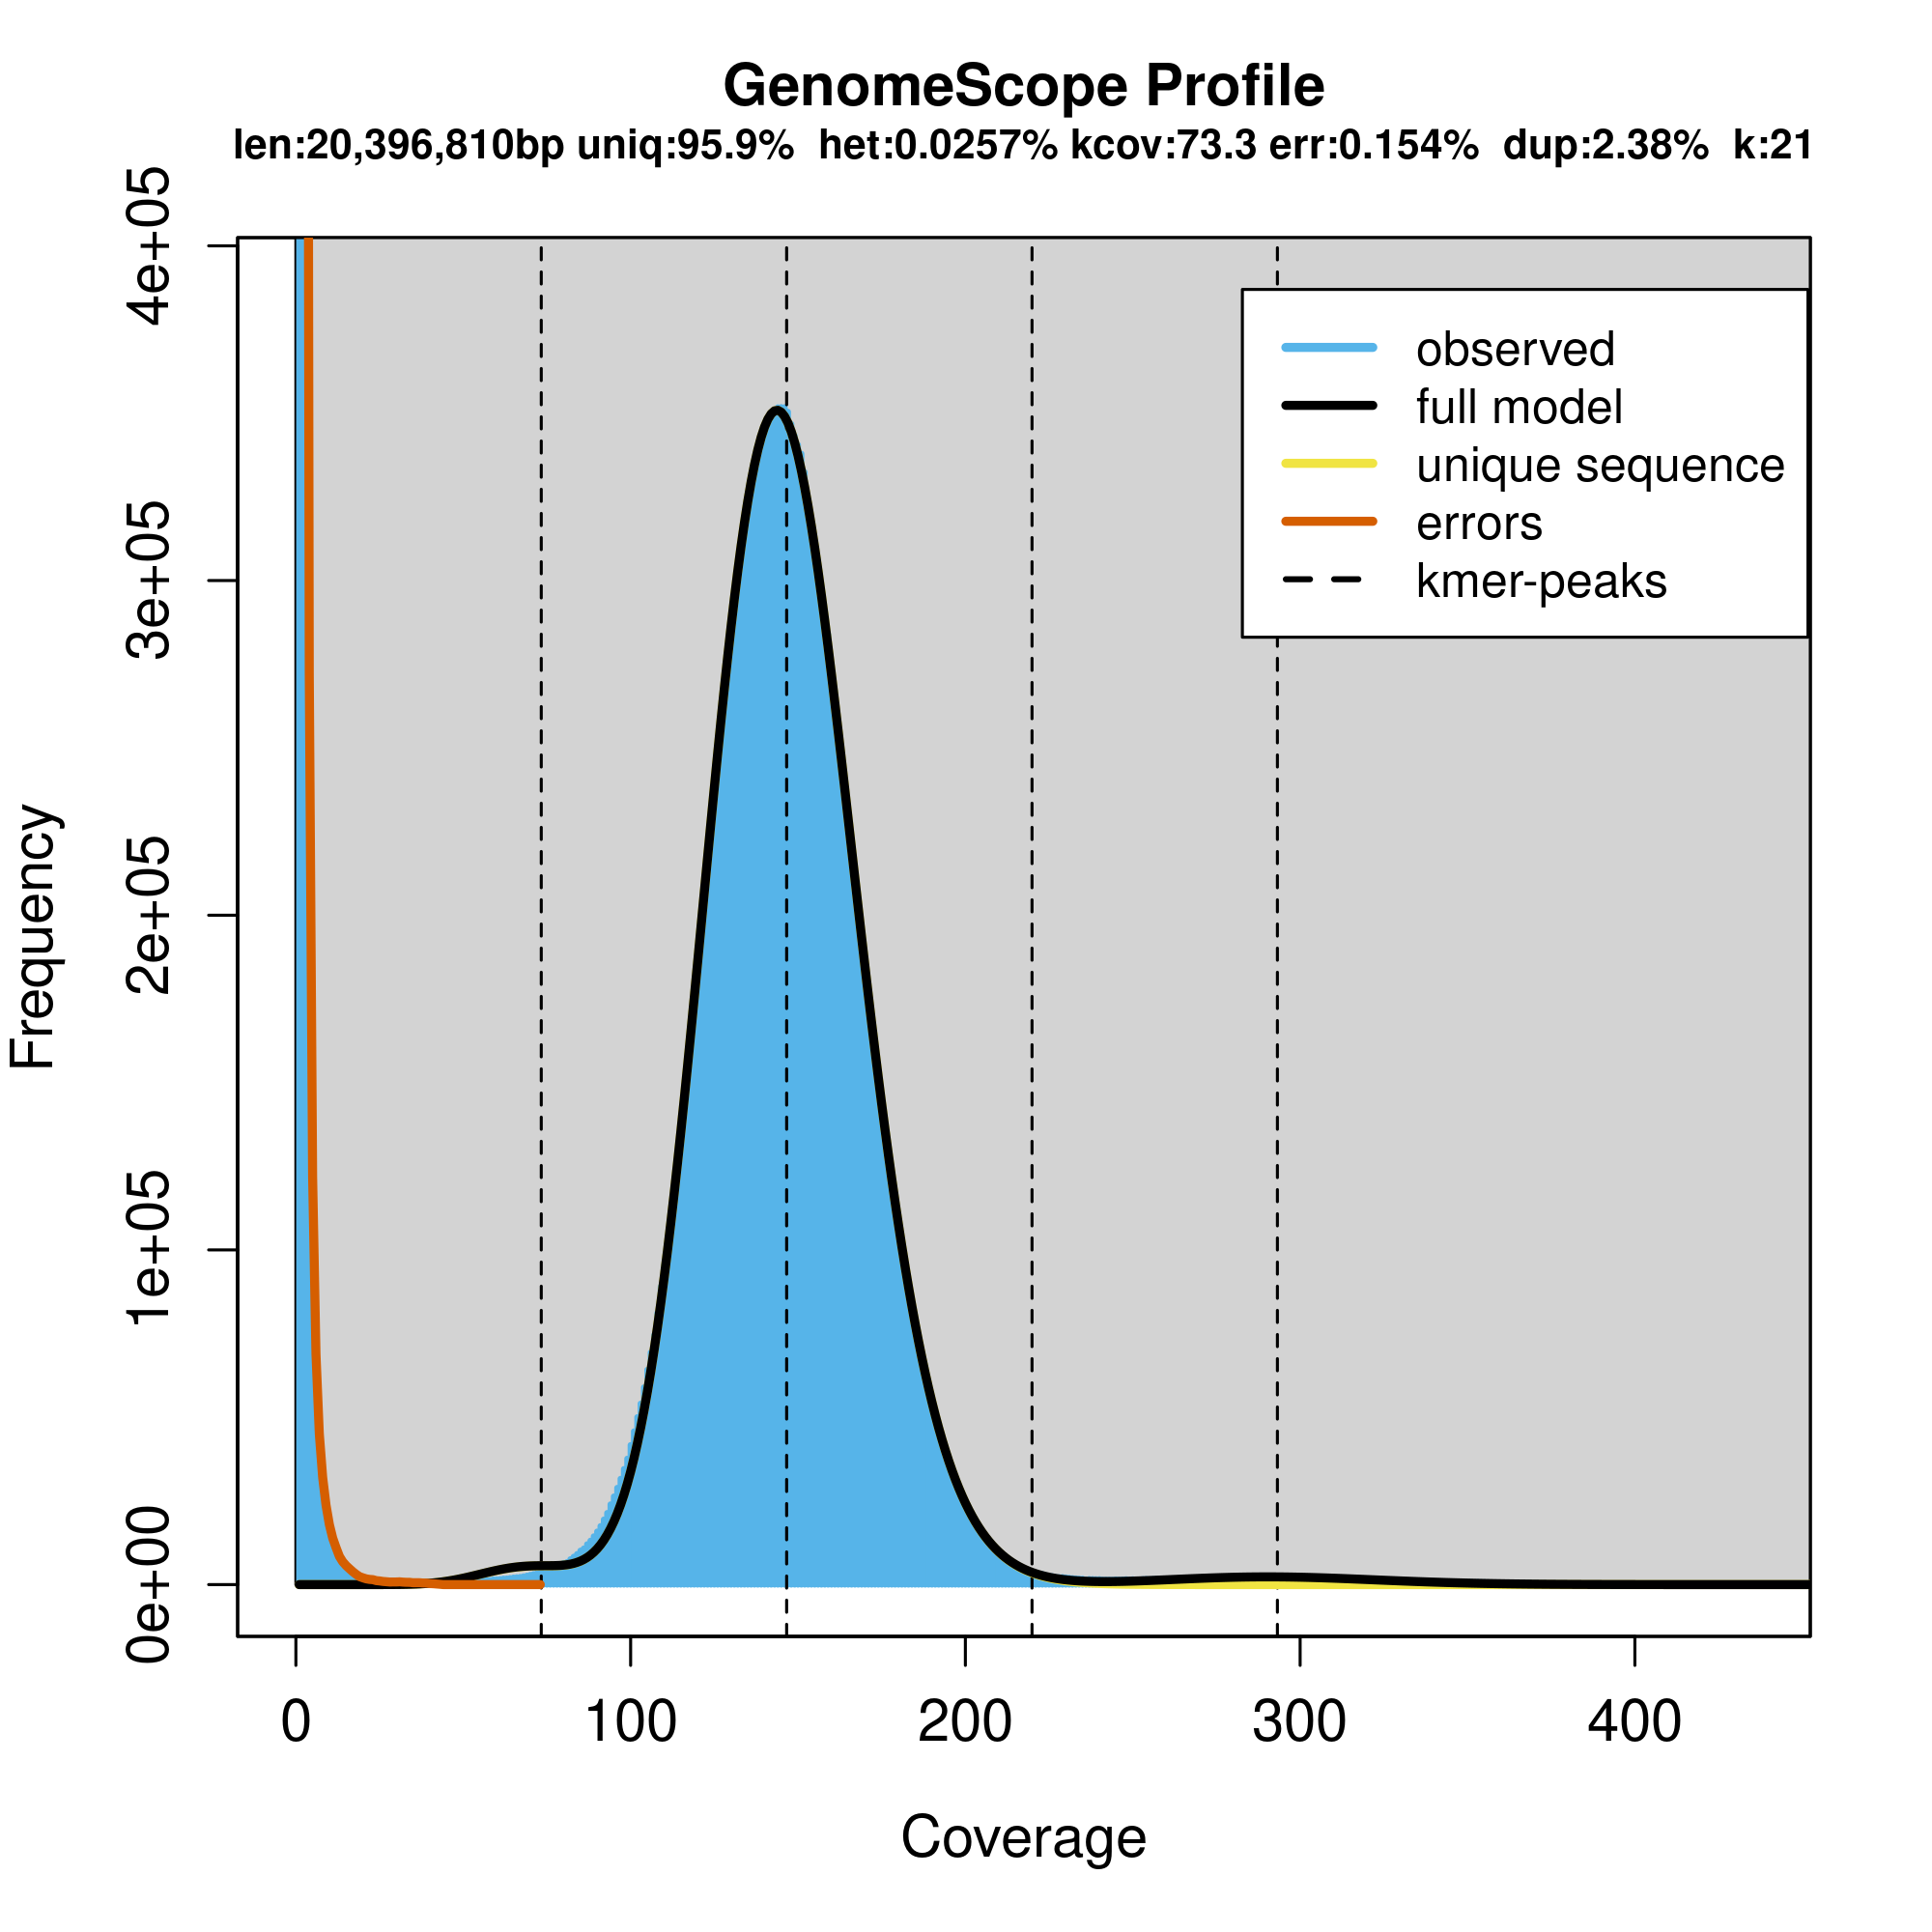 GenomeScope Profile
len:20,396,810bp uniq:95.9% het:0.0257% kcov:73.3 err:0.154% dup:2.38% k:21
4e+05
3e+05
2e+05
1e+05
0e+00
Frequency
observed
full model
unique sequence
errors
kmer-peaks
0 100 200 300 400
Coverage